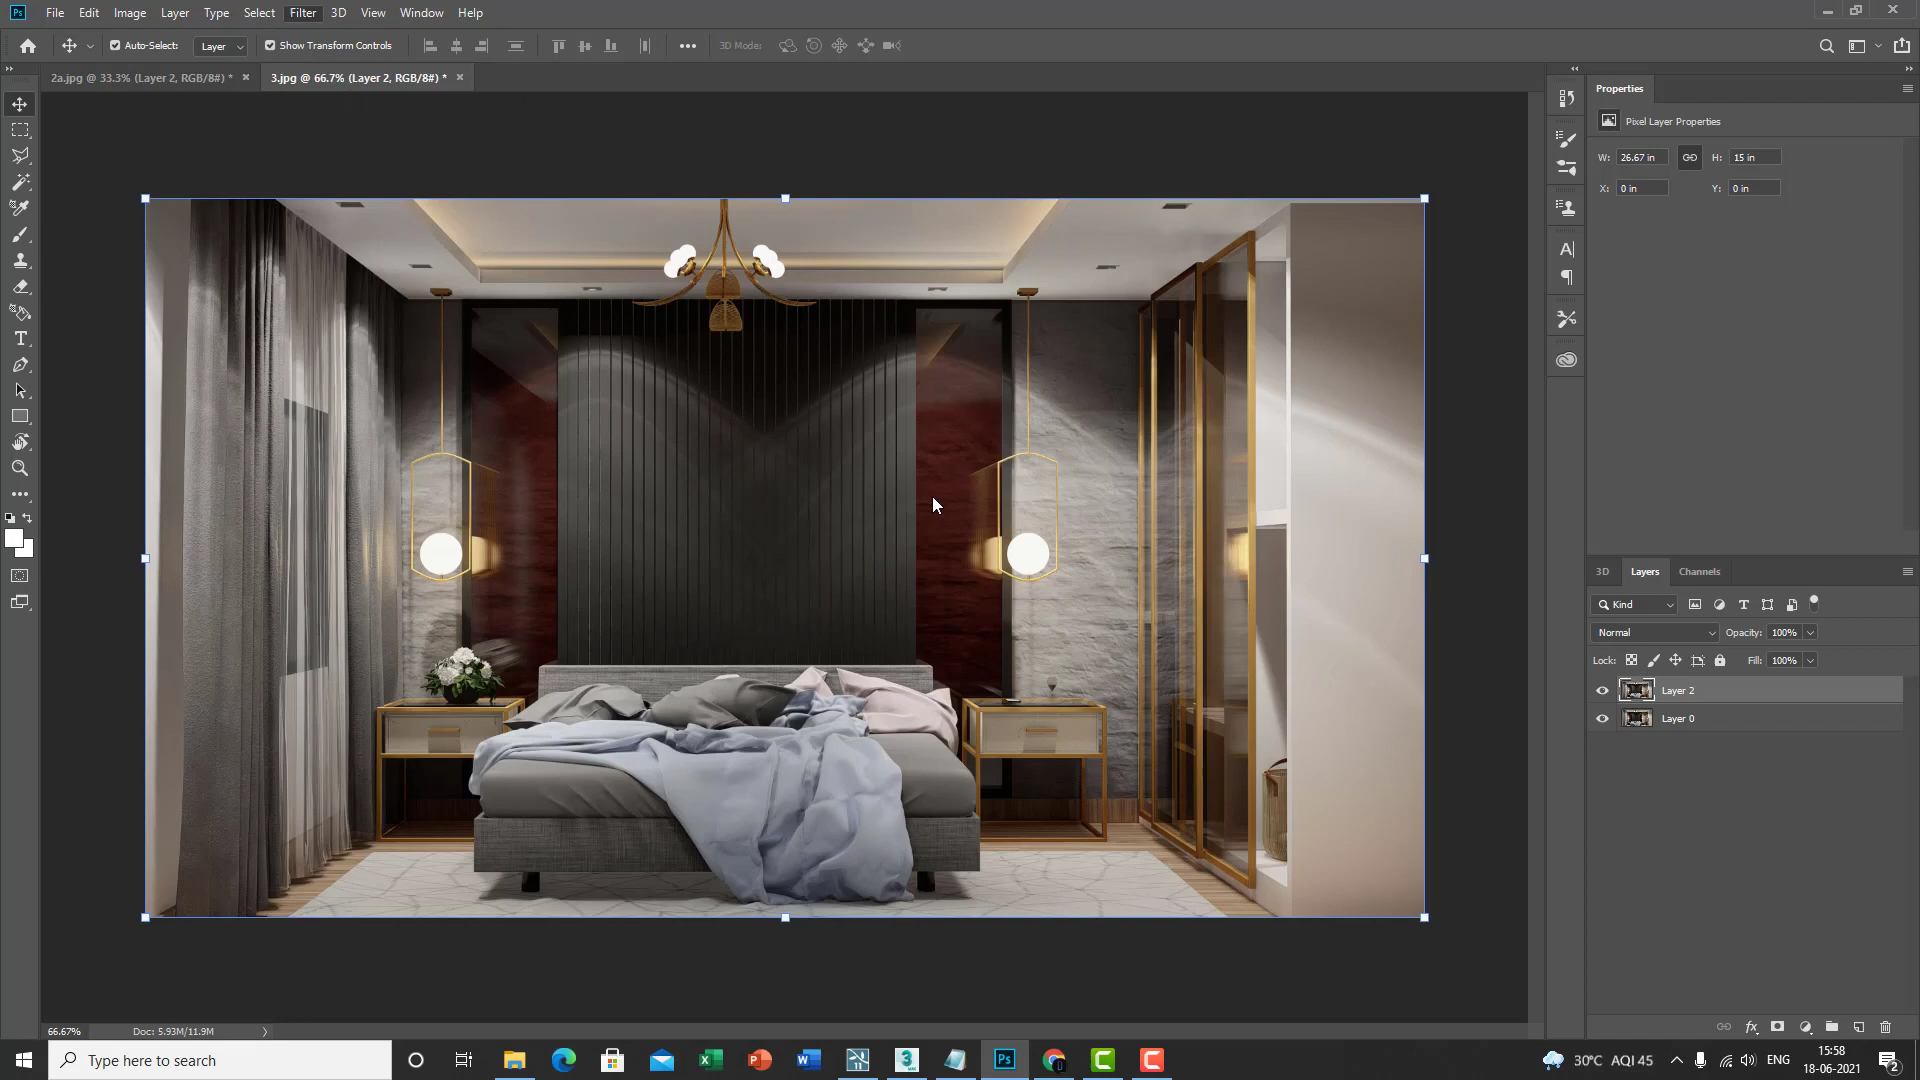 Ps File Edit Image Layer Type Select Filter 3D View Window Help
Auto-Select: Layer Show Transform Controls 3D Mode:
2a.jpg @ 33.3% (Layer 2, RGB/8#) * × 3.jpg @ 66.7% (Layer 2, RGB/8#) * ×
Properties
Pixel Layer Properties
W: 26.67 in H: 15 in
X: 0 in Y: 0 in
3D Layers Channels
Kind
Normal Opacity: 100%
Lock: Fill: 100%
Layer 2
Layer 0
66.67% Doc: 5.93M/11.9M
Type here to search
30°C AQI 45 ENG
15:58
18-06-2021
2